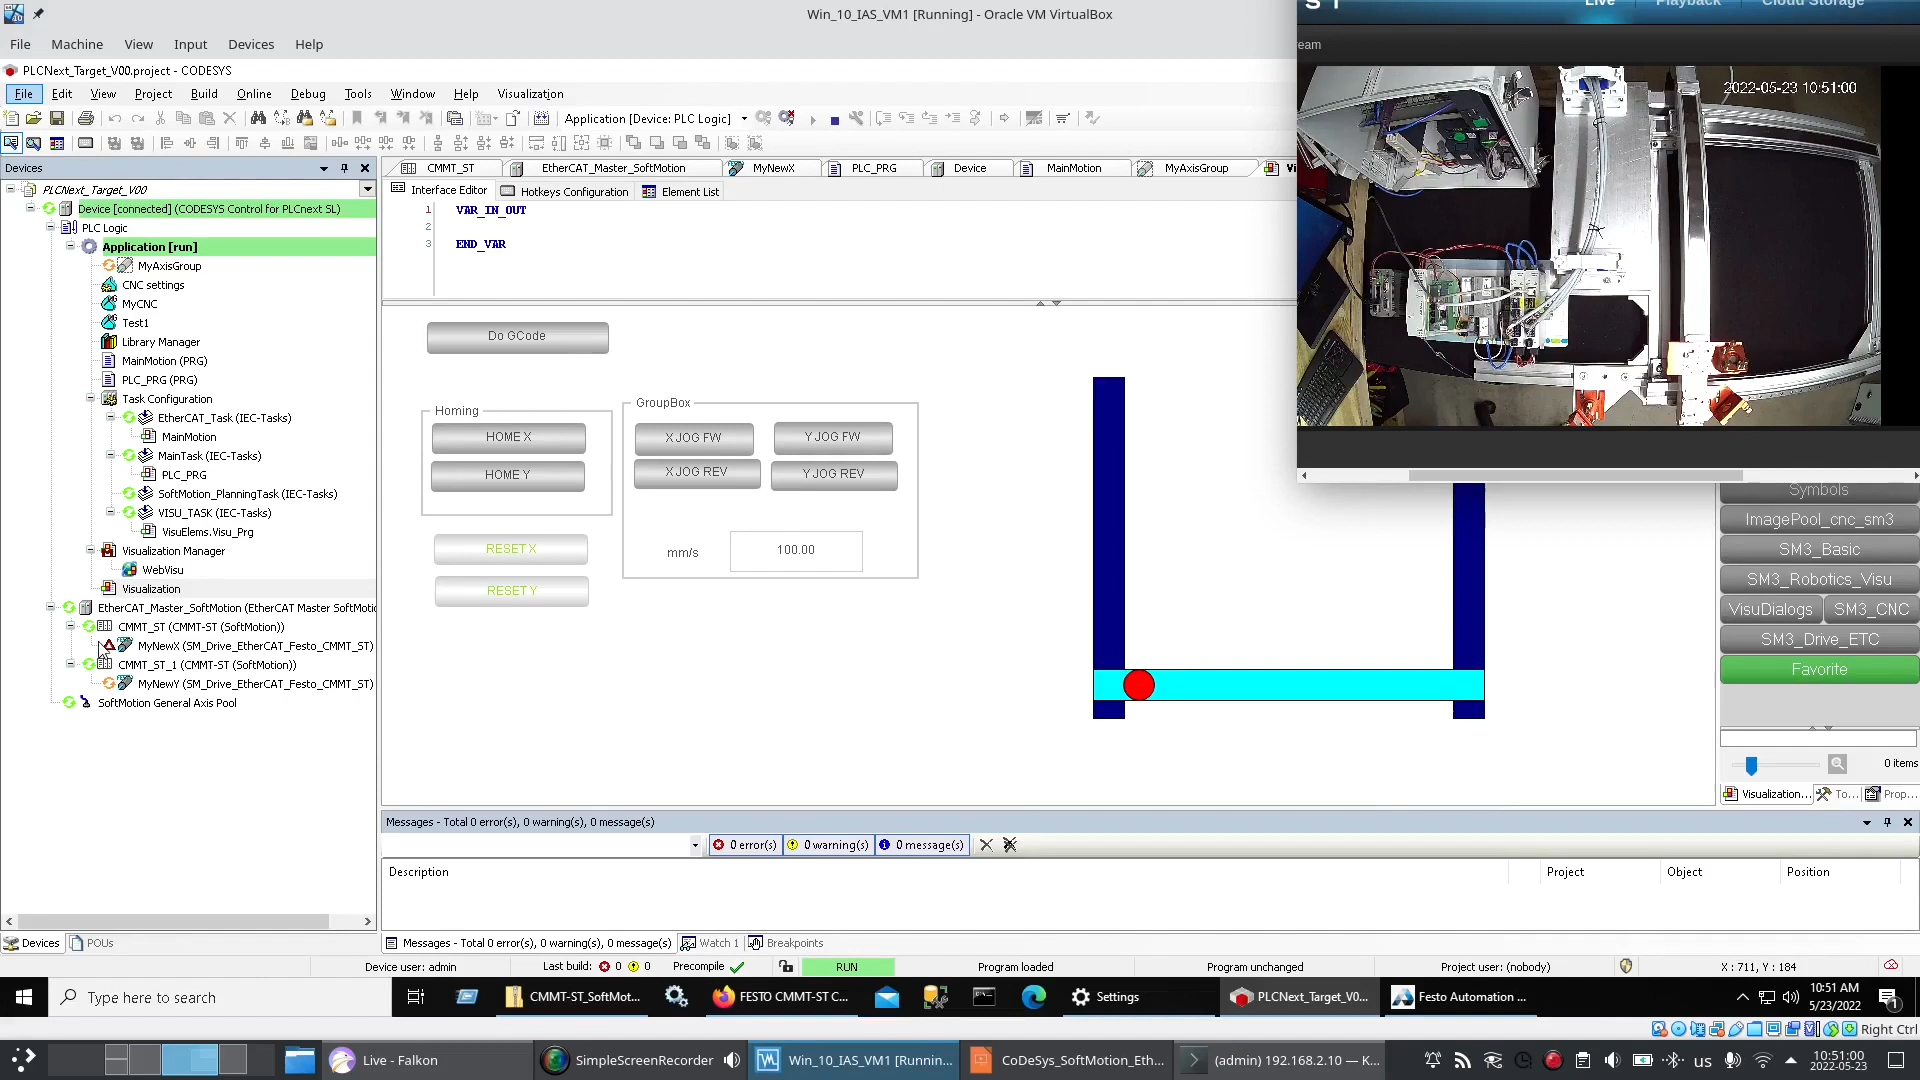 Win_10_IAS_VM1 [Running] - Oracle VM VirtualBox
File Machine View Input Devices Help
PLCNext_Target_V00.project - CODESYS
File Edit View Project Build Online Debug Tools Window Help Visualization
Application [Device: PLC Logic]
Live Playback Cloud Storage
eam
2022-05-23 10:51:00
Devices
CMMT_ST EtherCAT_Master_SoftMotion MyNewX PLC_PRG Device MainMotion MyAxisGroup Vi
Interface Editor Hotkeys Configuration Element List
1 VAR_IN_OUT
2
3 END_VAR
PLCNext_Target_V00
Device [connected] (CODESYS Control for PLCnext SL)
PLC Logic
Application [run]
MyAxisGroup
CNC settings
MyCNC
Test1
Library Manager
MainMotion (PRG)
PLC_PRG (PRG)
Task Configuration
EtherCAT_Task (IEC-Tasks)
MainMotion
MainTask (IEC-Tasks)
PLC_PRG
SoftMotion_PlanningTask (IEC-Tasks)
VISU_TASK (IEC-Tasks)
VisuElems.Visu_Prg
Visualization Manager
WebVisu
Visualization
EtherCAT_Master_SoftMotion (EtherCAT Master SoftMotic
CMMT_ST (CMMT-ST (SoftMotion))
MyNewX (SM_Drive_EtherCAT_Festo_CMMT_ST)
CMMT_ST_1 (CMMT-ST (SoftMotion))
MyNewY (SM_Drive_EtherCAT_Festo_CMMT_ST)
SoftMotion General Axis Pool
Do GCode
Homing
HOME X
HOME Y
GroupBox
X JOG FW Y JOG FW
X JOG REV Y JOG REV
mm/s 100.00
RESET X
RESET Y
Symbols
ImagePool_cnc_sm3
SM3_Basic
SM3_Robotics_Visu
VisuDialogs SM3_CNC
SM3_Drive_ETC
Favorite
0 items
Visualization... To... Prop...
Messages - Total 0 error(s), 0 warning(s), 0 message(s)
0 error(s) 0 warning(s) 0 message(s)
Description Project Object Position
Devices POUs
Messages - Total 0 error(s), 0 warning(s), 0 message(s) Watch 1 Breakpoints
Device user: admin Last build: 0 0 Precompile RUN Program loaded Program unchanged Project user: (nobody) X : 711, Y : 184
Type here to search CMMT-ST_SoftMot... FESTO CMMT-ST C... Settings PLCNext_Target_V0... Festo Automation ... 10:51 AM
5/23/2022
1
Right Ctrl
Live - Falkon SimpleScreenRecorder Win_10_IAS_VM1 [Runnin... CoDeSys_SoftMotion_Eth... (admin) 192.168.2.10 — K... us 10:51:00
2022-05-23